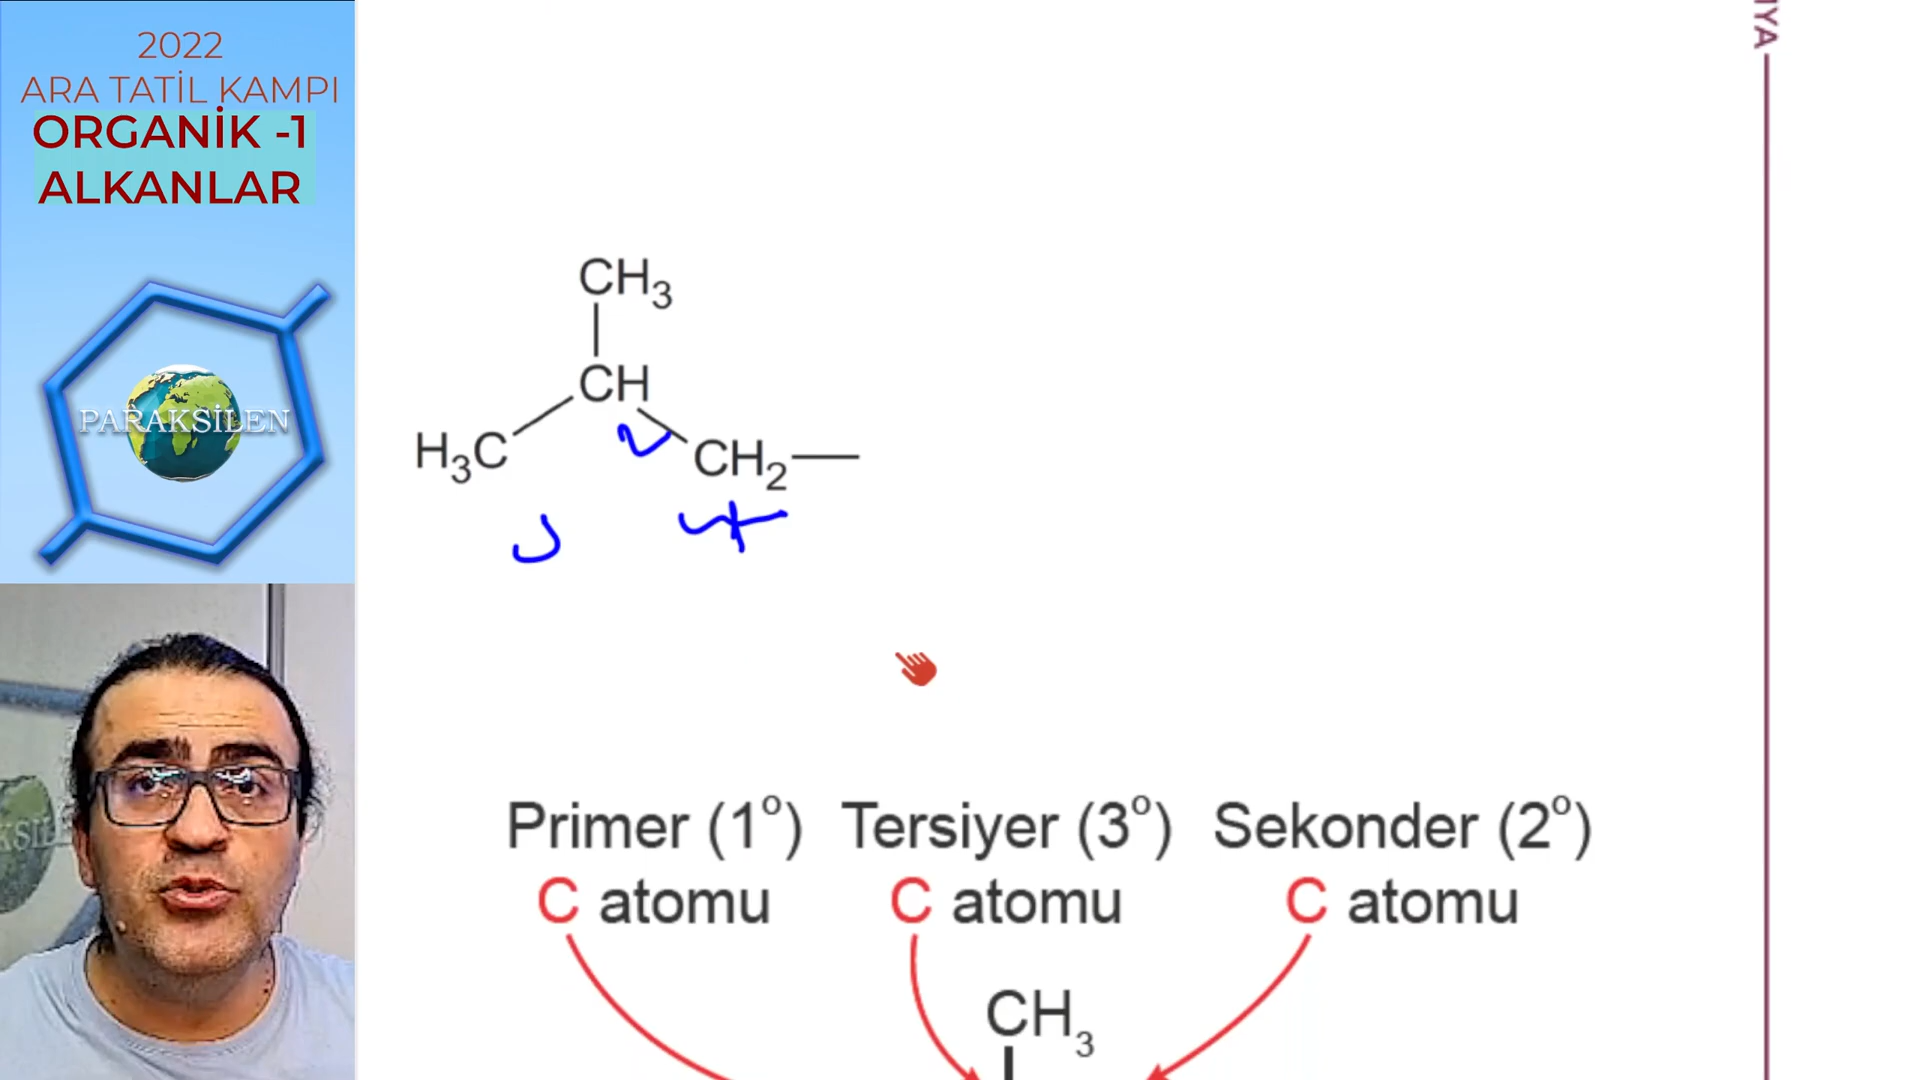 2022
ARA TATİL KAMPI
ORGANİK -1
ALKANLAR
PARAKSİLEN
IYA
CH3
CH
H3C
CH2
Primer (1°) Tersiyer (3°) Sekonder (2°)
C atomu C atomu C atomu
CH3